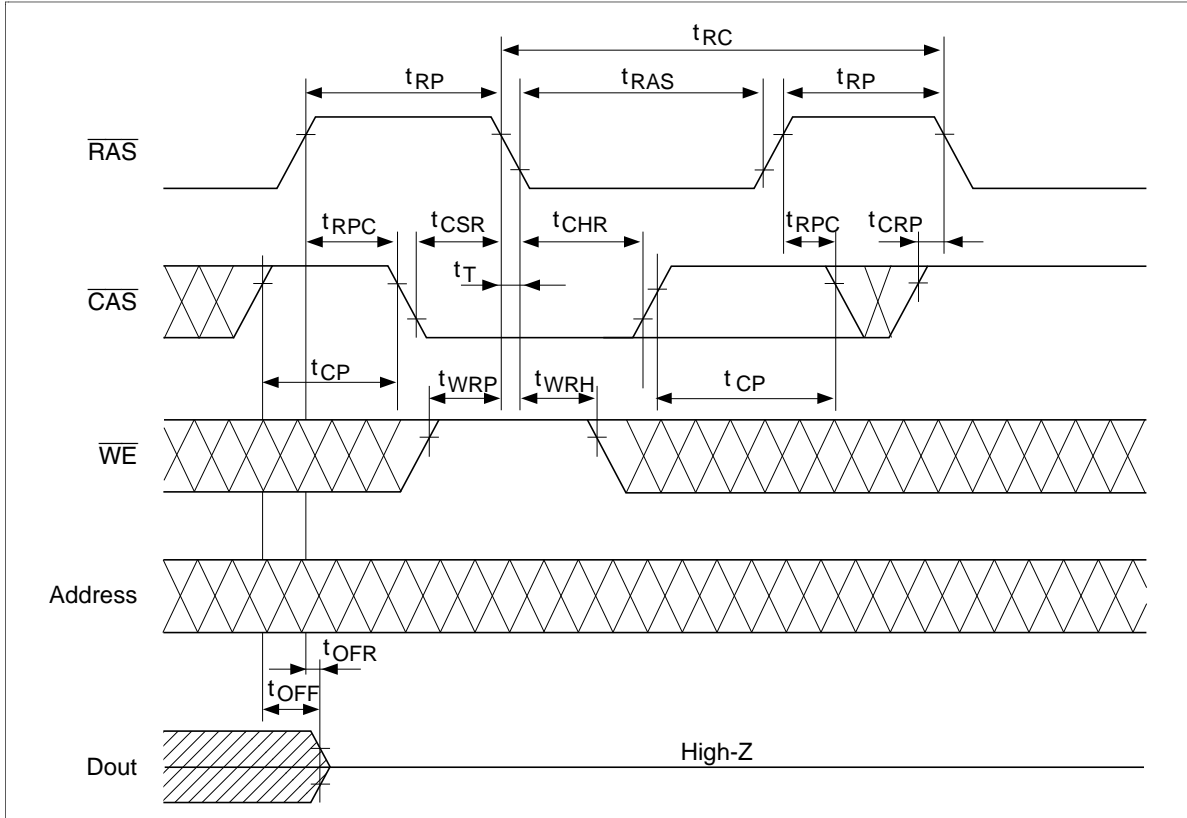 tRC
tRP tRAS tRP
RAS
tRPC tCSR tCHR tRPC tCRP
tT
CAS
tCP tWRP tWRH tCP
WE
Address
tOFR
tOFF
High-Z
Dout